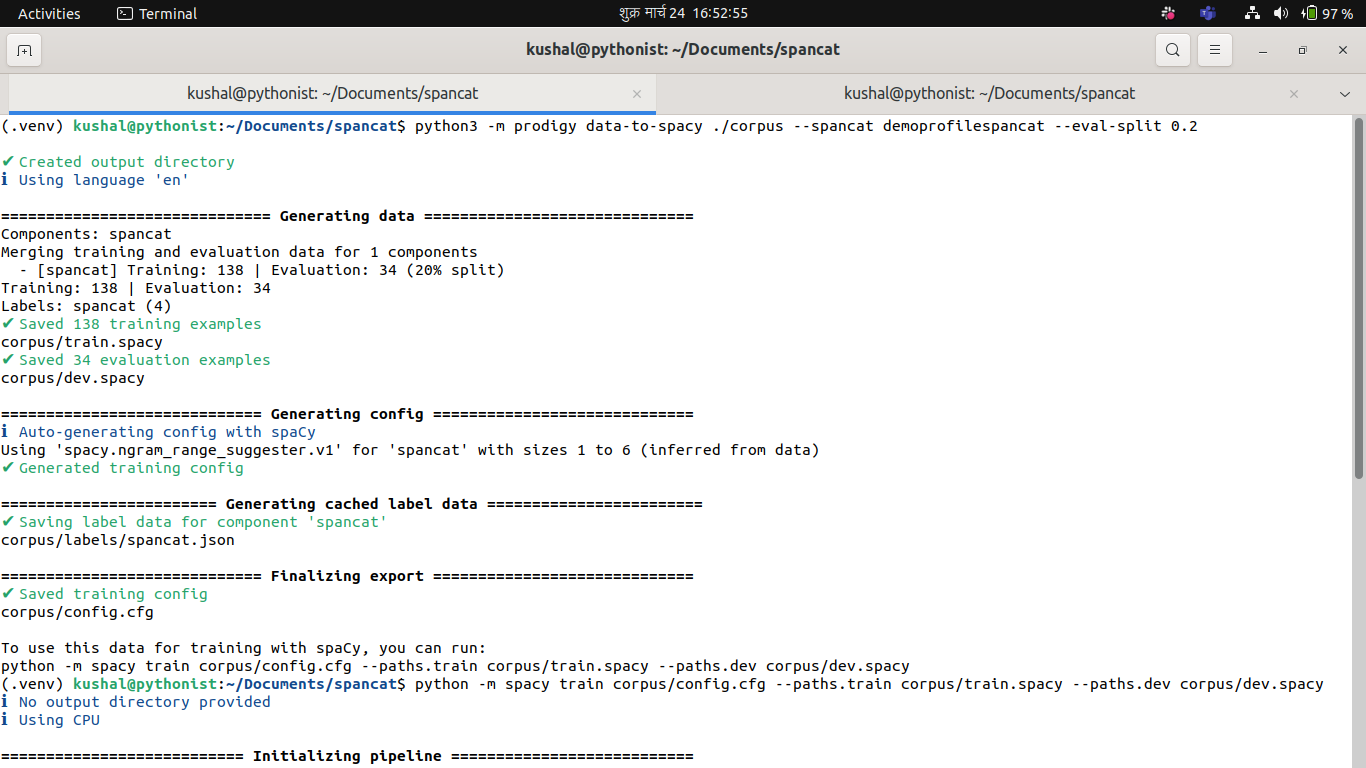 Activities Terminal शुक्र मार्च 24 16:52:55 97 %
kushal@pythonist: ~/Documents/spancat
kushal@pythonist: ~/Documents/spancat kushal@pythonist: ~/Documents/spancat
(.venv) kushal@pythonist:~/Documents/spancat$ python3 -m prodigy data-to-spacy ./corpus --spancat demoprofilespancat --eval-split 0.2
✔ Created output directory
ℹ Using language 'en'
============================== Generating data ==============================
Components: spancat
Merging training and evaluation data for 1 components
  - [spancat] Training: 138 | Evaluation: 34 (20% split)
Training: 138 | Evaluation: 34
Labels: spancat (4)
✔ Saved 138 training examples
corpus/train.spacy
✔ Saved 34 evaluation examples
corpus/dev.spacy
============================= Generating config =============================
ℹ Auto-generating config with spaCy
Using 'spacy.ngram_range_suggester.v1' for 'spancat' with sizes 1 to 6 (inferred from data)
✔ Generated training config
======================== Generating cached label data ========================
✔ Saving label data for component 'spancat'
corpus/labels/spancat.json
============================= Finalizing export =============================
✔ Saved training config
corpus/config.cfg
To use this data for training with spaCy, you can run:
python -m spacy train corpus/config.cfg --paths.train corpus/train.spacy --paths.dev corpus/dev.spacy
(.venv) kushal@pythonist:~/Documents/spancat$ python -m spacy train corpus/config.cfg --paths.train corpus/train.spacy --paths.dev corpus/dev.spacy
ℹ No output directory provided
ℹ Using CPU
=========================== Initializing pipeline ===========================